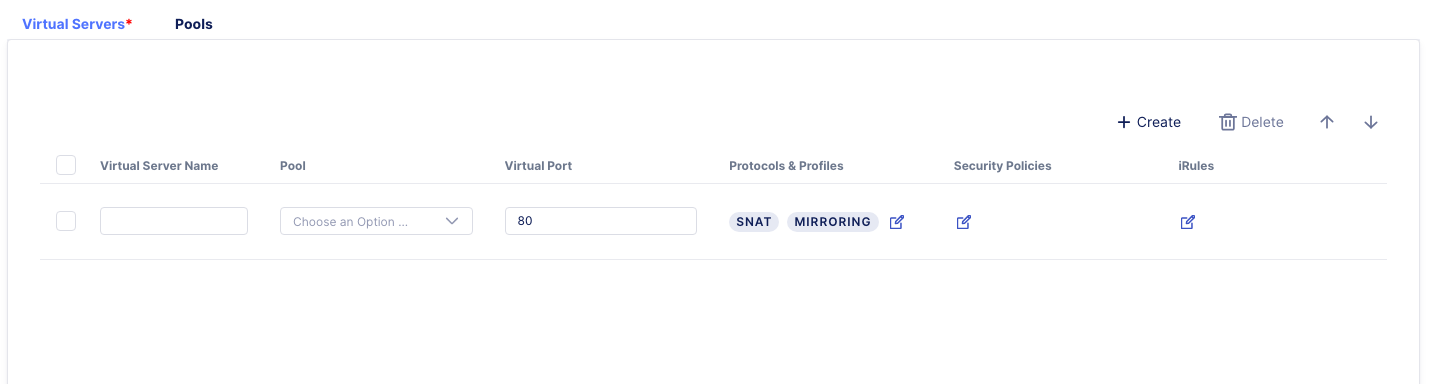 Virtual Servers* Pools
Create Delete
Virtual Server Name Pool Virtual Port Protocols & Profiles Security Policies iRules
Choose an Option ... 80 SNAT MIRRORING